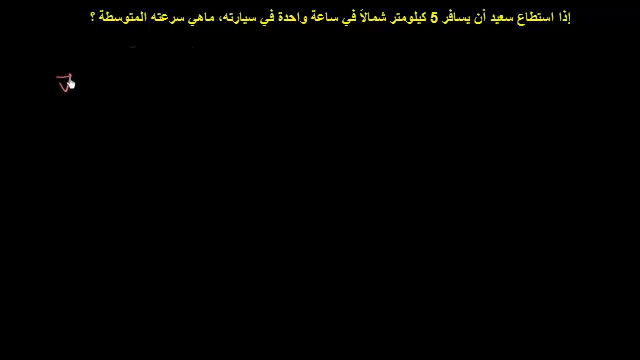 إذا استطاع سعيد أن يسافر 5 كيلومتر شمالاً في ساعة واحدة في سيارته، ماهي سرعته المتوسطة ؟